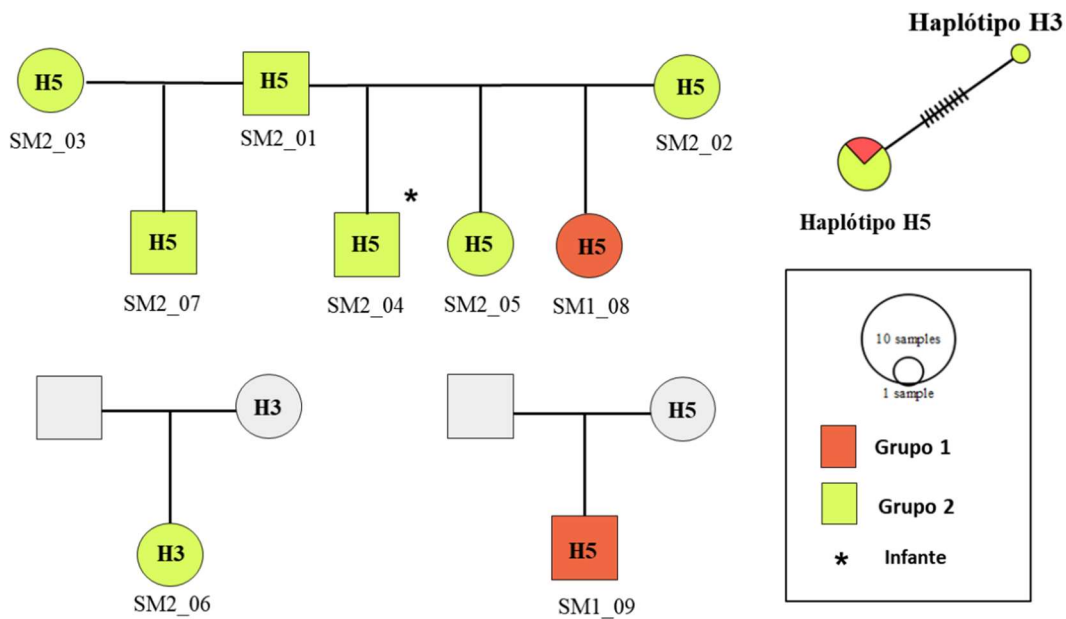 Haplótipo H3
H5
H5
H5
SM2_03
SM2_01
SM2_02
Haplótipo H5
H5
H5
H5
H5
*
SM2_07
SM2_04
SM2_05
SM1_08
10 samples
1 sample
H3
H5
Grupo 1
Grupo 2
* Infante
H3
H5
SM2_06
SM1_09